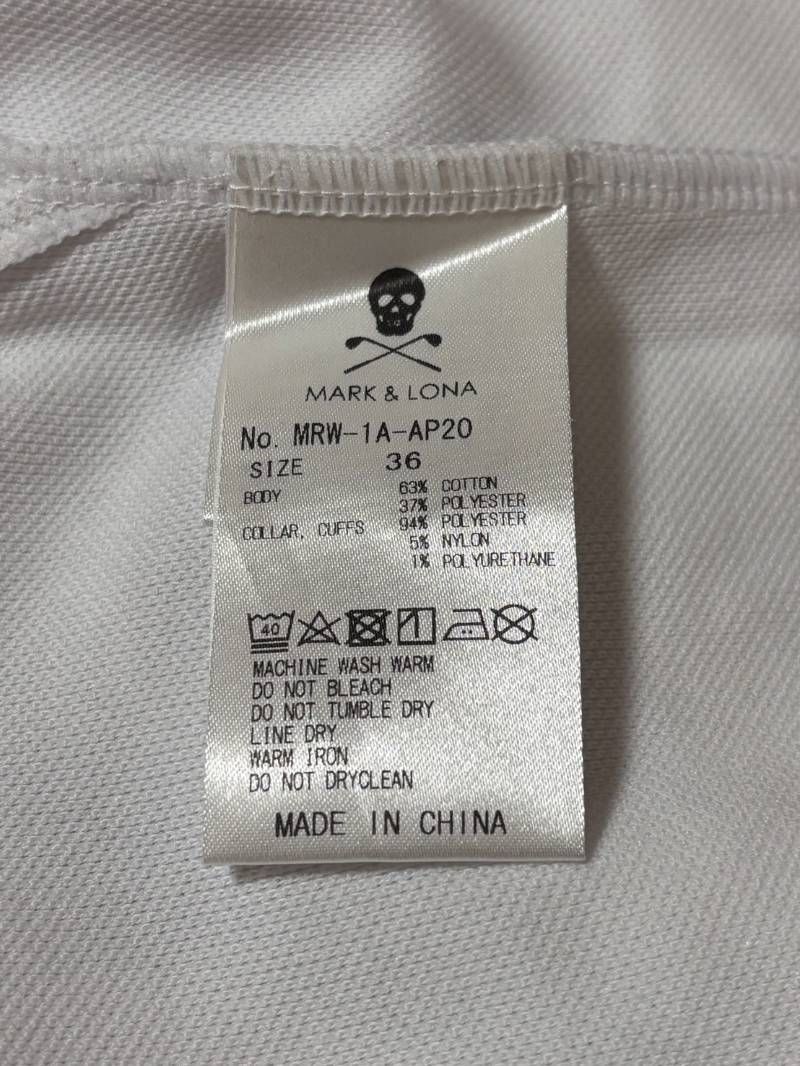 MARK & LONA
No. MRW-1A-AP20
SIZE 36
BODY 63% COTTON
37% POLYESTER
COLLAR, CUFFS 94% POLYESTER
5% NYLON
1% POLYURETHANE
40
MACHINE WASH WARM
DO NOT BLEACH
DO NOT TUMBLE DRY
LINE DRY
WARM IRON
DO NOT DRYCLEAN
MADE IN CHINA